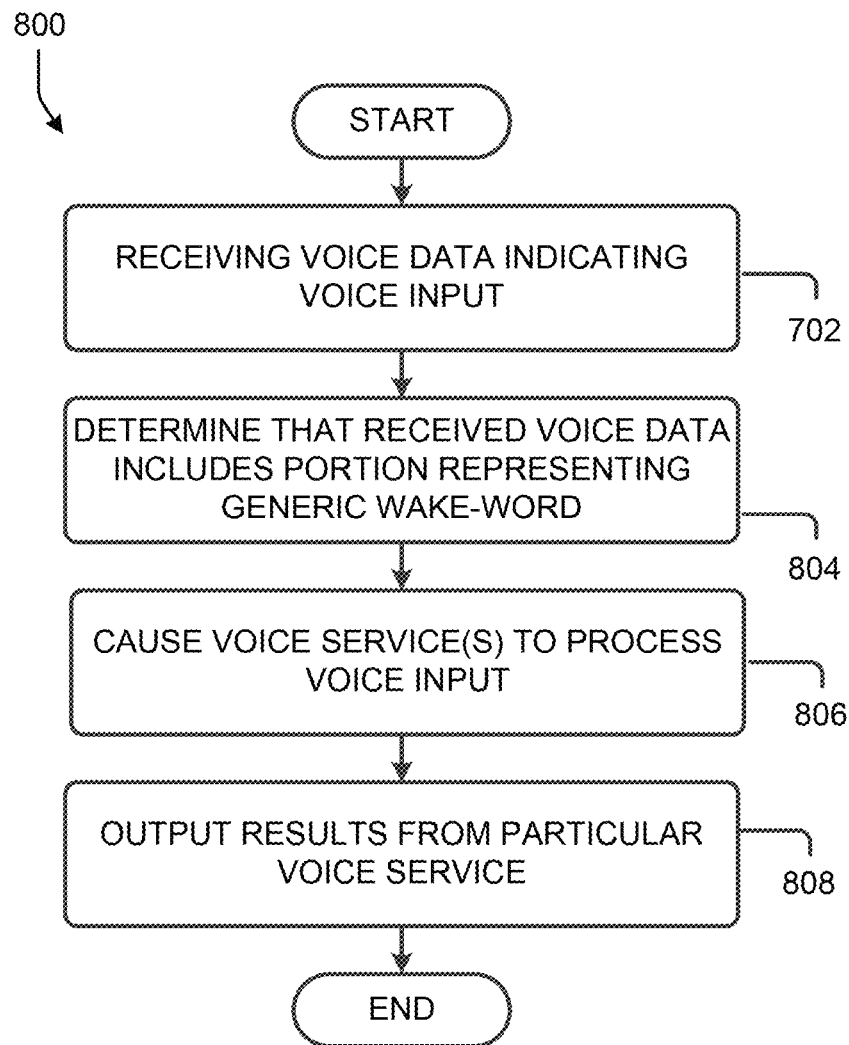 800
START
RECEIVING VOICE DATA INDICATING
VOICE INPUT
702
DETERMINE THAT RECEIVED VOICE DATA
INCLUDES PORTION REPRESENTING
GENERIC WAKE-WORD
804
CAUSE VOICE SERVICE(S) TO PROCESS
VOICE INPUT
806
OUTPUT RESULTS FROM PARTICULAR
VOICE SERVICE
808
END